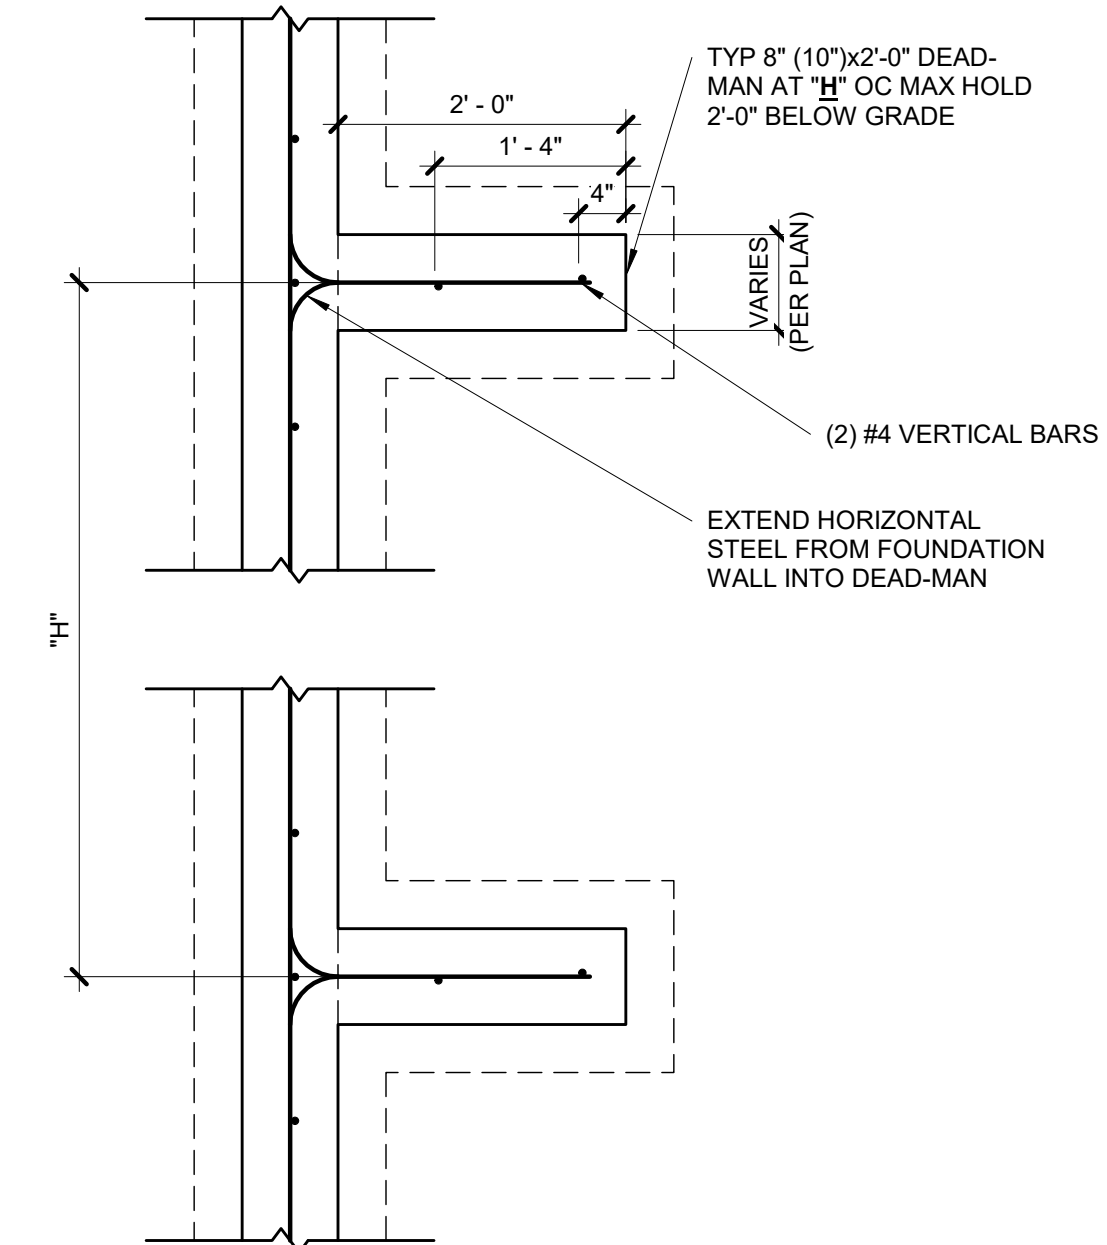 TYP 8" (10")x2'-0" DEAD-
MAN AT "H" OC MAX HOLD
2'-0" BELOW GRADE
2' - 0"
1' - 4"
4"
VARIES
(PER PLAN)
(2) #4 VERTICAL BARS
EXTEND HORIZONTAL
STEEL FROM FOUNDATION
WALL INTO DEAD-MAN
"H"